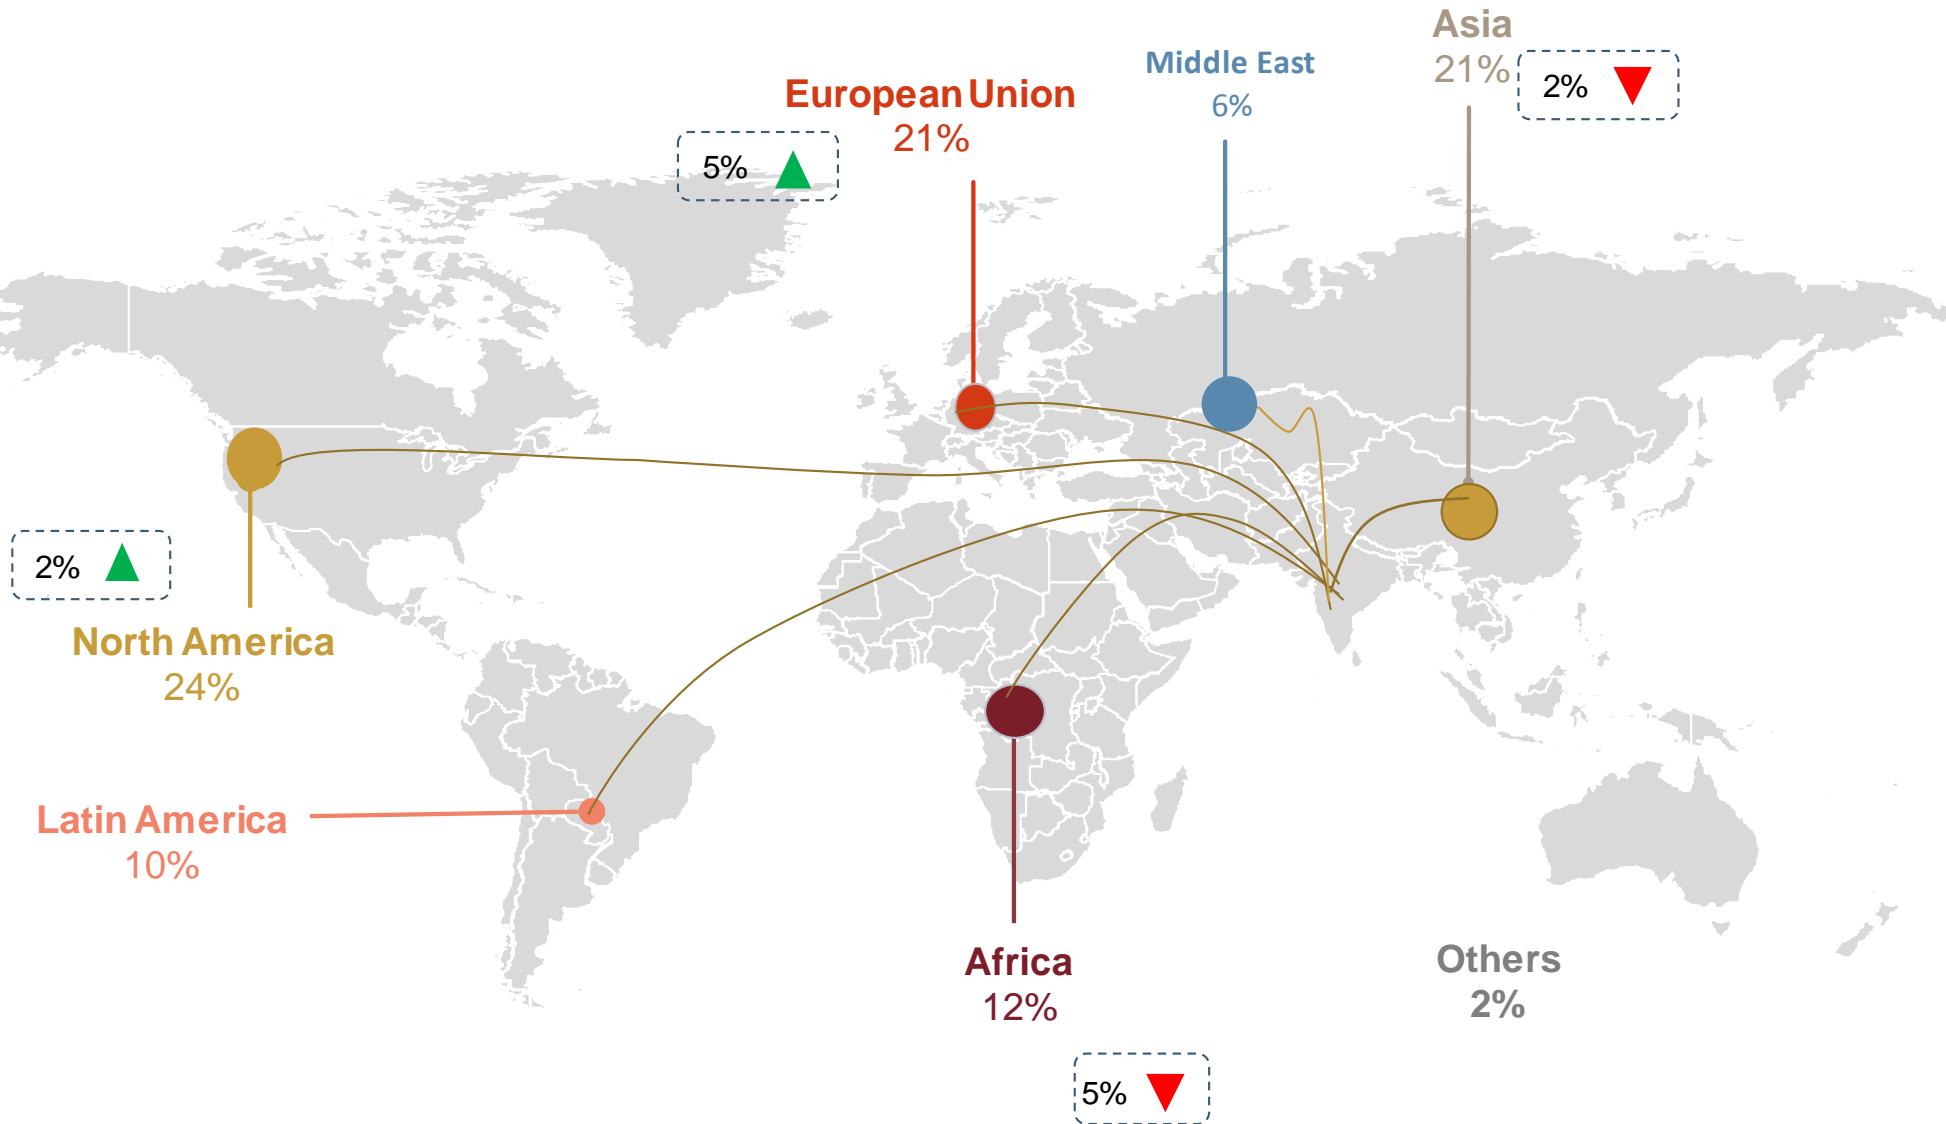 Asia
21%
2%
Middle East
6%
European Union
21%
5%
2%
North America
24%
Latin America
10%
Africa
12%
Others
2%
5%